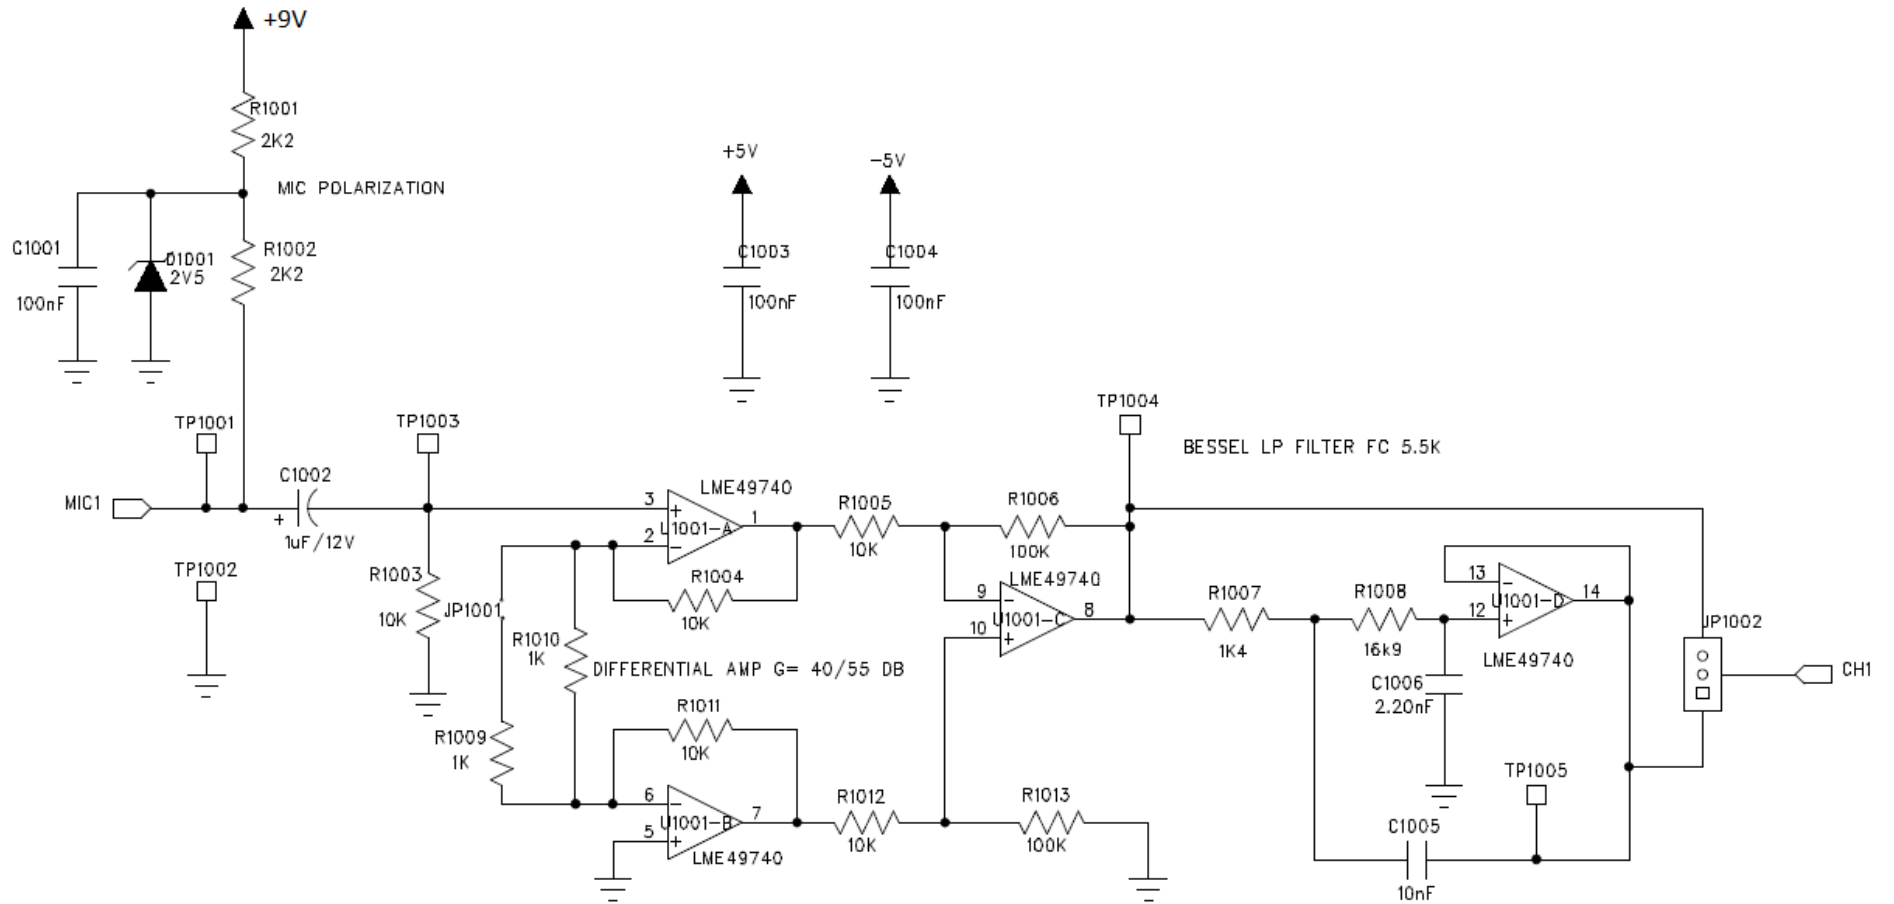 +9V
R1001
2K2
MIC POLARIZATION
C1001
100nF
D1001
2V5
R1002
2K2
+5V
C1003
100nF
-5V
C1004
100nF
TP1001
MIC1
C1002
+
1uF/12V
TP1002
TP1003
R1003
10K
JP1001
R1010
1K
R1009
1K
3
+
2
-
U1001-A
LME49740
1
R1004
10K
DIFFERENTIAL AMP G= 40/55 DB
R1011
10K
6
-
5
+
U1001-B
LME49740
7
R1005
10K
R1006
100K
9
-
10
+
LME49740
U1001-C
8
R1012
10K
R1013
100K
TP1004
BESSEL LP FILTER FC 5.5K
R1007
1K4
R1008
16k9
C1006
2.20nF
13
-
12
+
U1001-D
14
LME49740
TP1005
C1005
10nF
JP1002
CH1